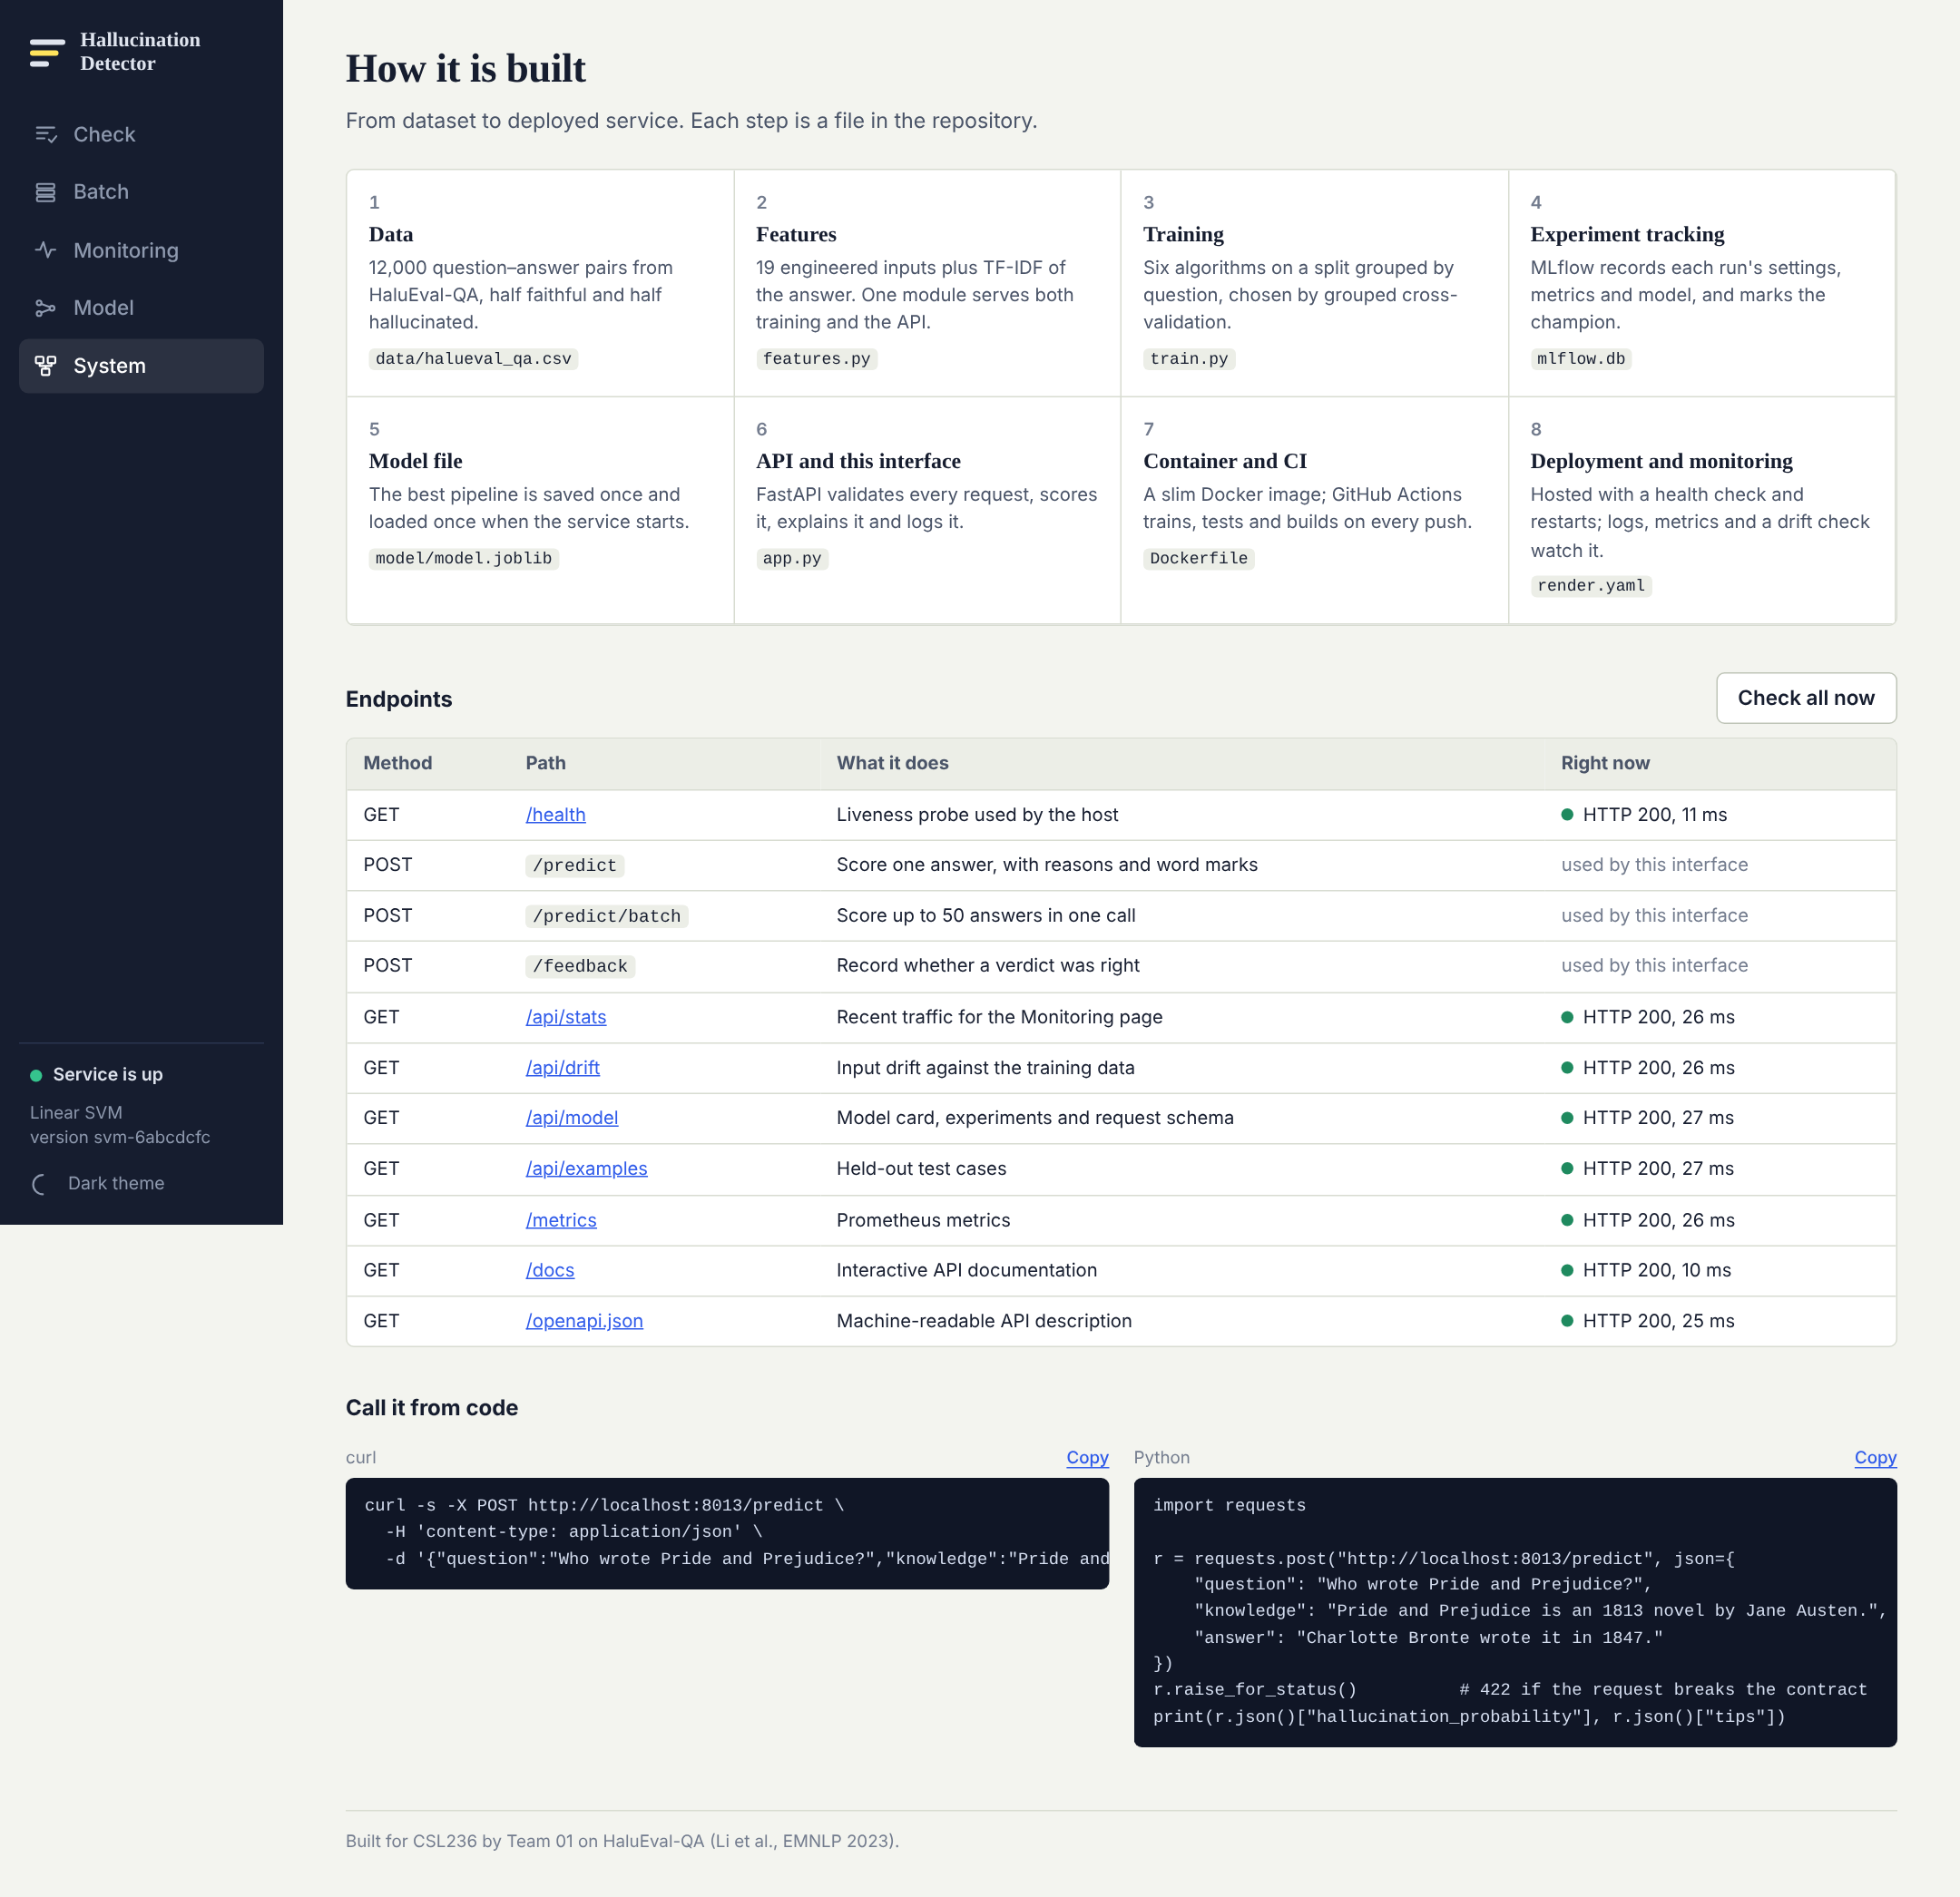 Hallucination
Detector
Check
Batch
Monitoring
Model
System
Service is up
Linear SVM
version svm-6abcdcfc
Dark theme
How it is built
From dataset to deployed service. Each step is a file in the repository.
1
Data
12,000 question–answer pairs from
HaluEval-QA, half faithful and half
hallucinated.
data/halueval_qa.csv
2
Features
19 engineered inputs plus TF-IDF of
the answer. One module serves both
training and the API.
features.py
3
Training
Six algorithms on a split grouped by
question, chosen by grouped cross-
validation.
train.py
4
Experiment tracking
MLflow records each run's settings,
metrics and model, and marks the
champion.
mlflow.db
5
Model file
The best pipeline is saved once and
loaded once when the service starts.
model/model.joblib
6
API and this interface
FastAPI validates every request, scores
it, explains it and logs it.
app.py
7
Container and CI
A slim Docker image; GitHub Actions
trains, tests and builds on every push.
Dockerfile
8
Deployment and monitoring
Hosted with a health check and
restarts; logs, metrics and a drift check
watch it.
render.yaml
Endpoints
Check all now
Method Path What it does Right now
GET /health Liveness probe used by the host HTTP 200, 11 ms
POST /predict Score one answer, with reasons and word marks used by this interface
POST /predict/batch Score up to 50 answers in one call used by this interface
POST /feedback Record whether a verdict was right used by this interface
GET /api/stats Recent traffic for the Monitoring page HTTP 200, 26 ms
GET /api/drift Input drift against the training data HTTP 200, 26 ms
GET /api/model Model card, experiments and request schema HTTP 200, 27 ms
GET /api/examples Held-out test cases HTTP 200, 27 ms
GET /metrics Prometheus metrics HTTP 200, 26 ms
GET /docs Interactive API documentation HTTP 200, 10 ms
GET /openapi.json Machine-readable API description HTTP 200, 25 ms
Call it from code
curl Copy
curl -s -X POST http://localhost:8013/predict \
  -H 'content-type: application/json' \
  -d '{"question":"Who wrote Pride and Prejudice?","knowledge":"Pride and
Python Copy
import requests
r = requests.post("http://localhost:8013/predict", json={
    "question": "Who wrote Pride and Prejudice?",
    "knowledge": "Pride and Prejudice is an 1813 novel by Jane Austen.",
    "answer": "Charlotte Bronte wrote it in 1847."
})
r.raise_for_status()          # 422 if the request breaks the contract
print(r.json()["hallucination_probability"], r.json()["tips"])
Built for CSL236 by Team 01 on HaluEval-QA (Li et al., EMNLP 2023).